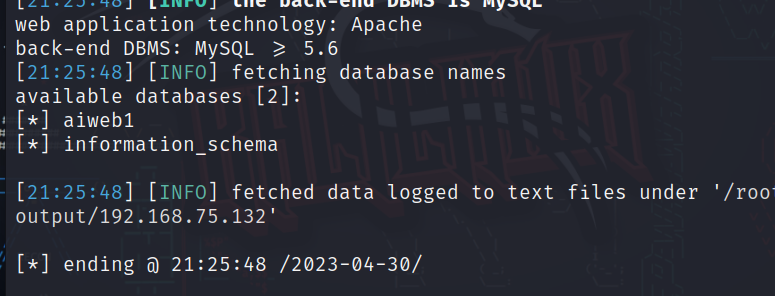 [21:25:48] [INFO] the back-end DBMS is MySQL
web application technology: Apache
back-end DBMS: MySQL ≥ 5.6
[21:25:48] [INFO] fetching database names
available databases [2]:
[*] aiweb1
[*] information_schema
[21:25:48] [INFO] fetched data logged to text files under '/root
output/192.168.75.132'
[*] ending @ 21:25:48 /2023-04-30/